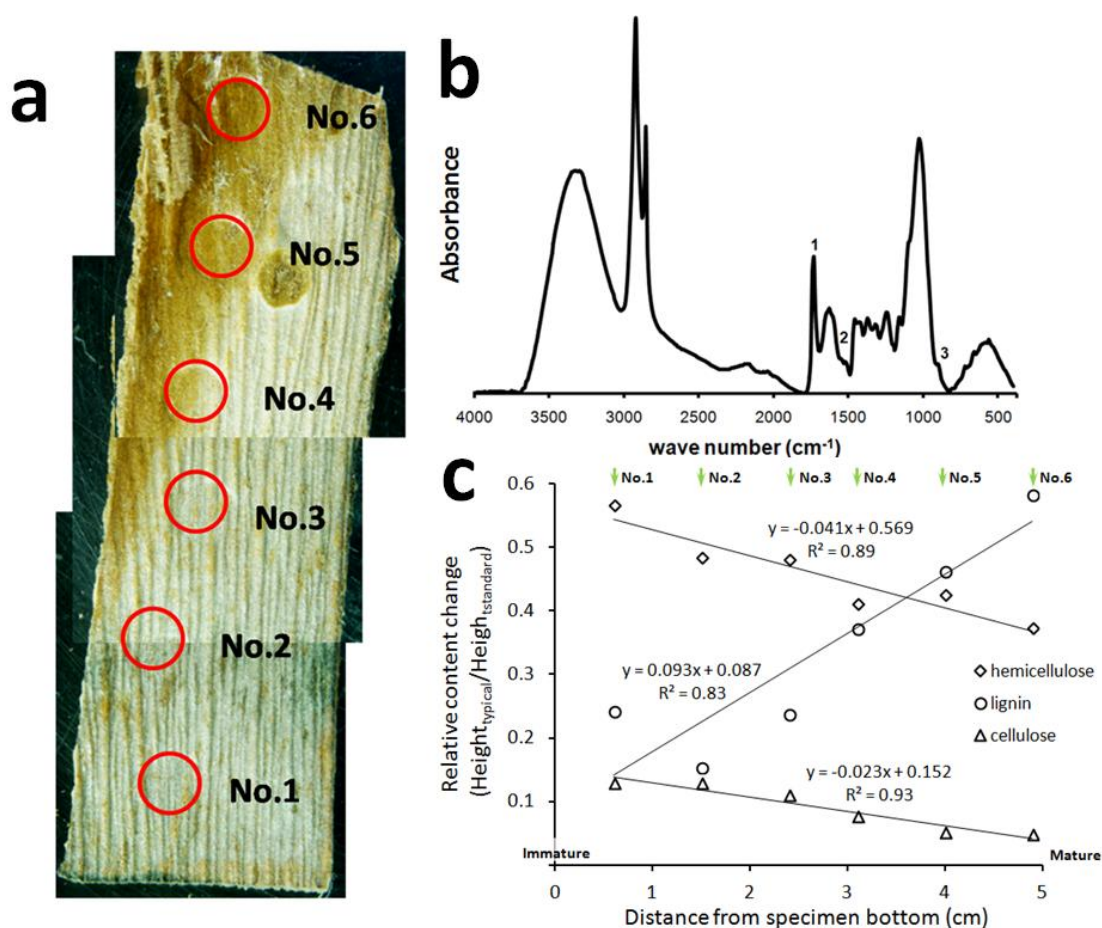 a
No.6
No.5
No.4
No.3
No.2
No.1
b
Absorbance
1
2
3
4000 3500 3000 2500 2000 1500 1000 500
wave number (cm⁻¹)
c
No.1 No.2 No.3 No.4 No.5 No.6
Relative content change
(Height_typical/Heigh_tstandard)
0.6
0.5
0.4
0.3
0.2
0.1
y = -0.041x + 0.569
R² = 0.89
y = 0.093x + 0.087
R² = 0.83
hemicellulose
lignin
cellulose
y = -0.023x + 0.152
R² = 0.93
Immature
Mature
0 1 2 3 4 5
Distance from specimen bottom (cm)